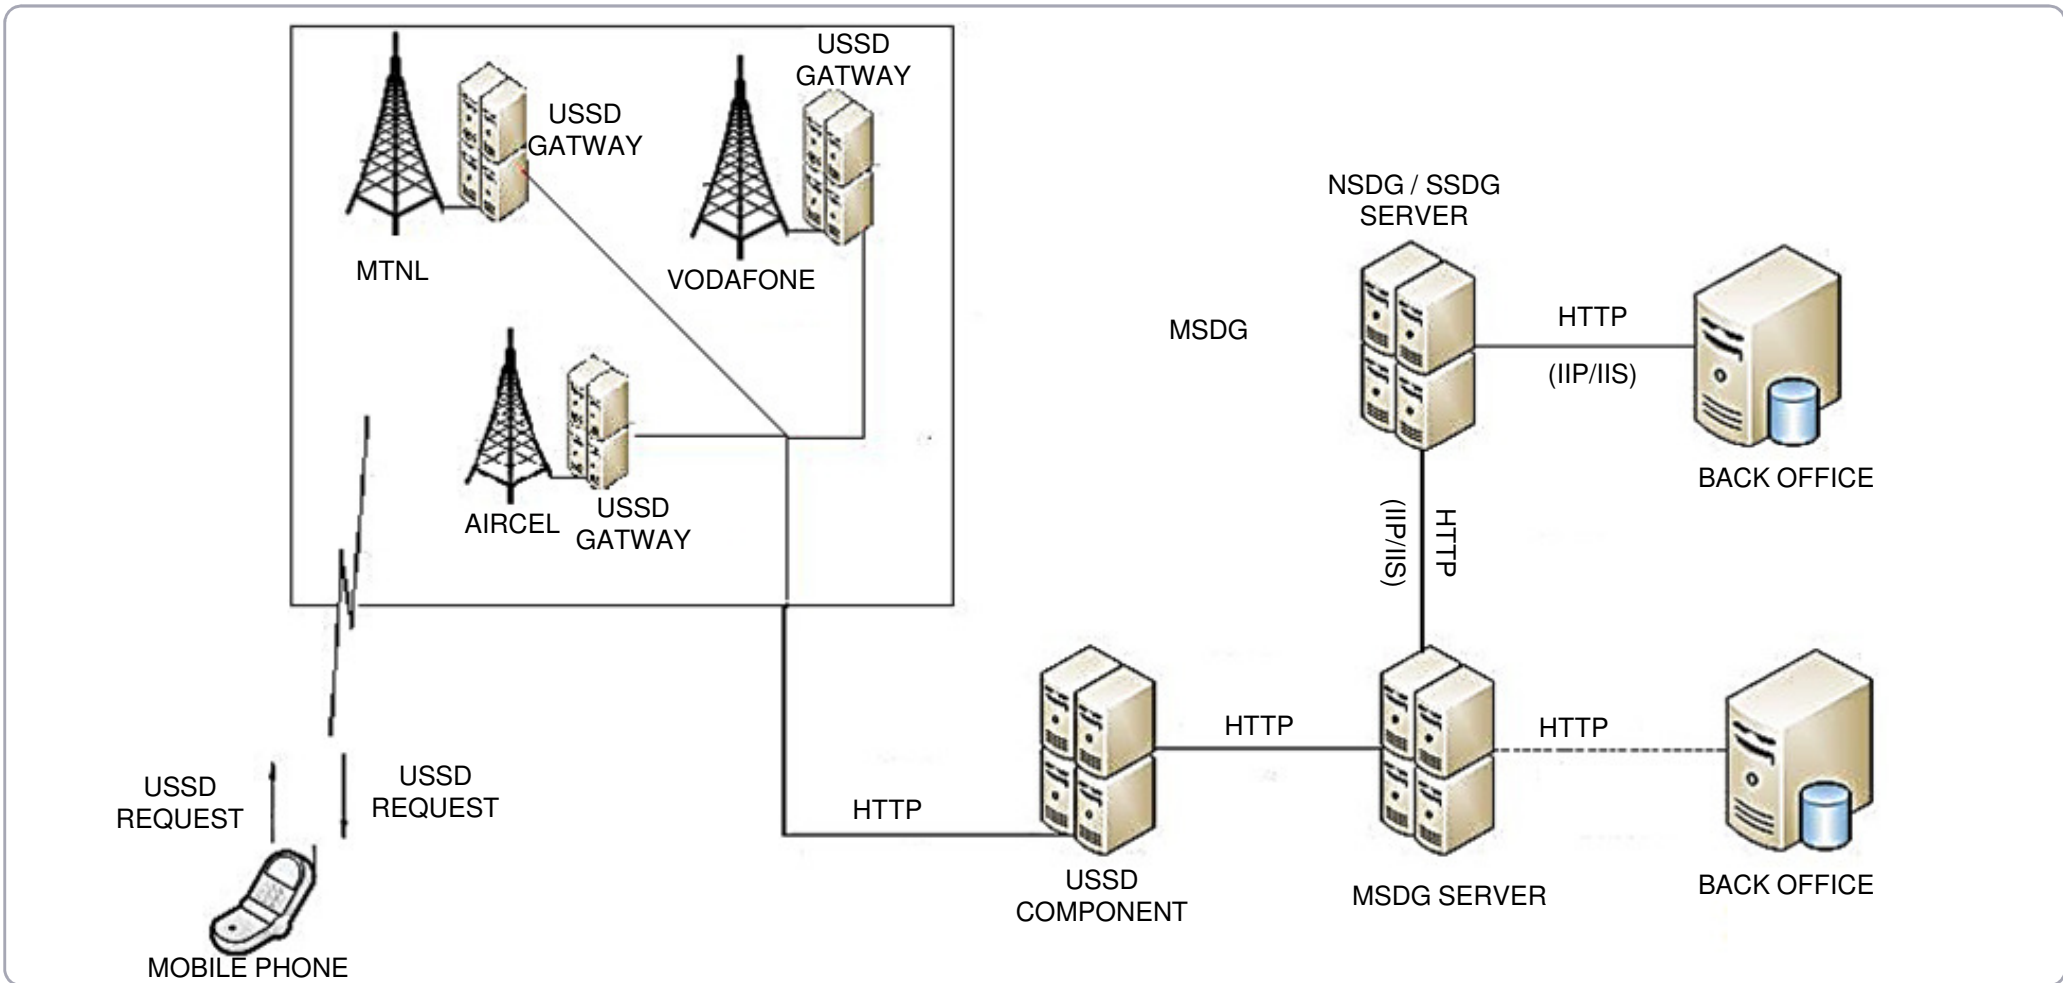 USSD
GATWAY
USSD
GATWAY
MTNL
VODAFONE
AIRCEL
USSD
GATWAY
NSDG / SSDG
SERVER
MSDG
HTTP
(IIP/IIS)
BACK OFFICE
HTTP
(IIP/IIS)
USSD
REQUEST
USSD
REQUEST
MOBILE PHONE
HTTP
HTTP
HTTP
USSD
COMPONENT
MSDG SERVER
BACK OFFICE